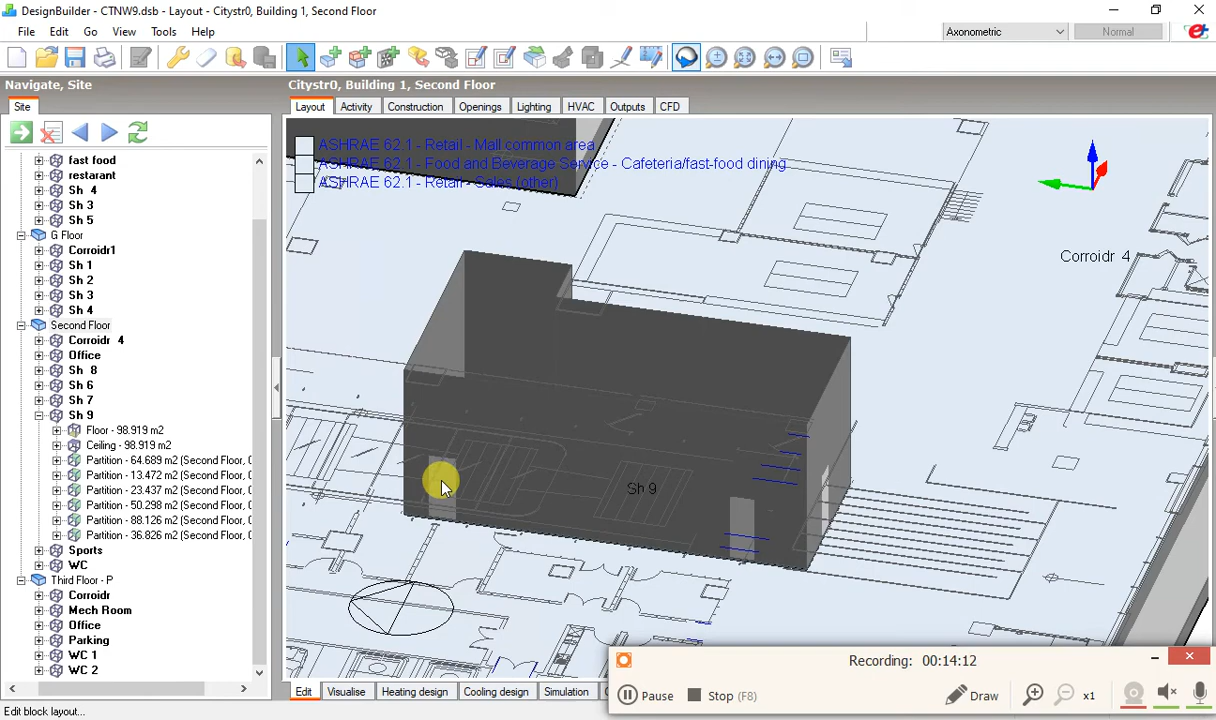 DesignBuilder - CTNW9.dsb - Layout - Citystr0, Building 1, Second Floor
File Edit Go View Tools Help
Axonometric Normal
Navigate, Site
Citystr0, Building 1, Second Floor
Site
Layout Activity Construction Openings Lighting HVAC Outputs CFD
ASHRAE 62.1 - Retail - Mall common area
ASHRAE 62.1 - Food and Beverage Service - Cafeteria/fast-food dining
ASHRAE 62.1 - Retail - Sales (other)
fast food
restarant
Sh 4
Sh 3
Sh 5
G Floor
Corroidr1
Sh 1
Sh 2
Sh 3
Sh 4
Second Floor
Corroidr 4
Office
Sh 8
Sh 6
Sh 7
Sh 9
Floor - 98.919 m2
Ceiling - 98.919 m2
Partition - 64.689 m2 (Second Floor,
Partition - 13.472 m2 (Second Floor,
Partition - 23.437 m2 (Second Floor,
Partition - 50.298 m2 (Second Floor,
Partition - 88.126 m2 (Second Floor,
Partition - 36.826 m2 (Second Floor,
Sports
WC
Third Floor - P
Corroidr
Mech Room
Office
Parking
WC 1
WC 2
Corroidr 4
Sh 9
Edit Visualise Heating design Cooling design Simulation
Edit block layout...
Recording: 00:14:12
Pause Stop (F8) Draw x1